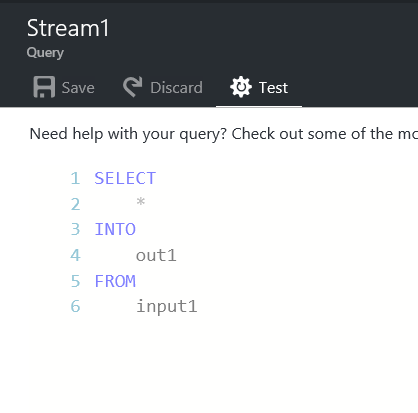 Stream1
Query
Save Discard Test
Need help with your query? Check out some of the mo
1 SELECT
2 *
3 INTO
4 out1
5 FROM
6 input1